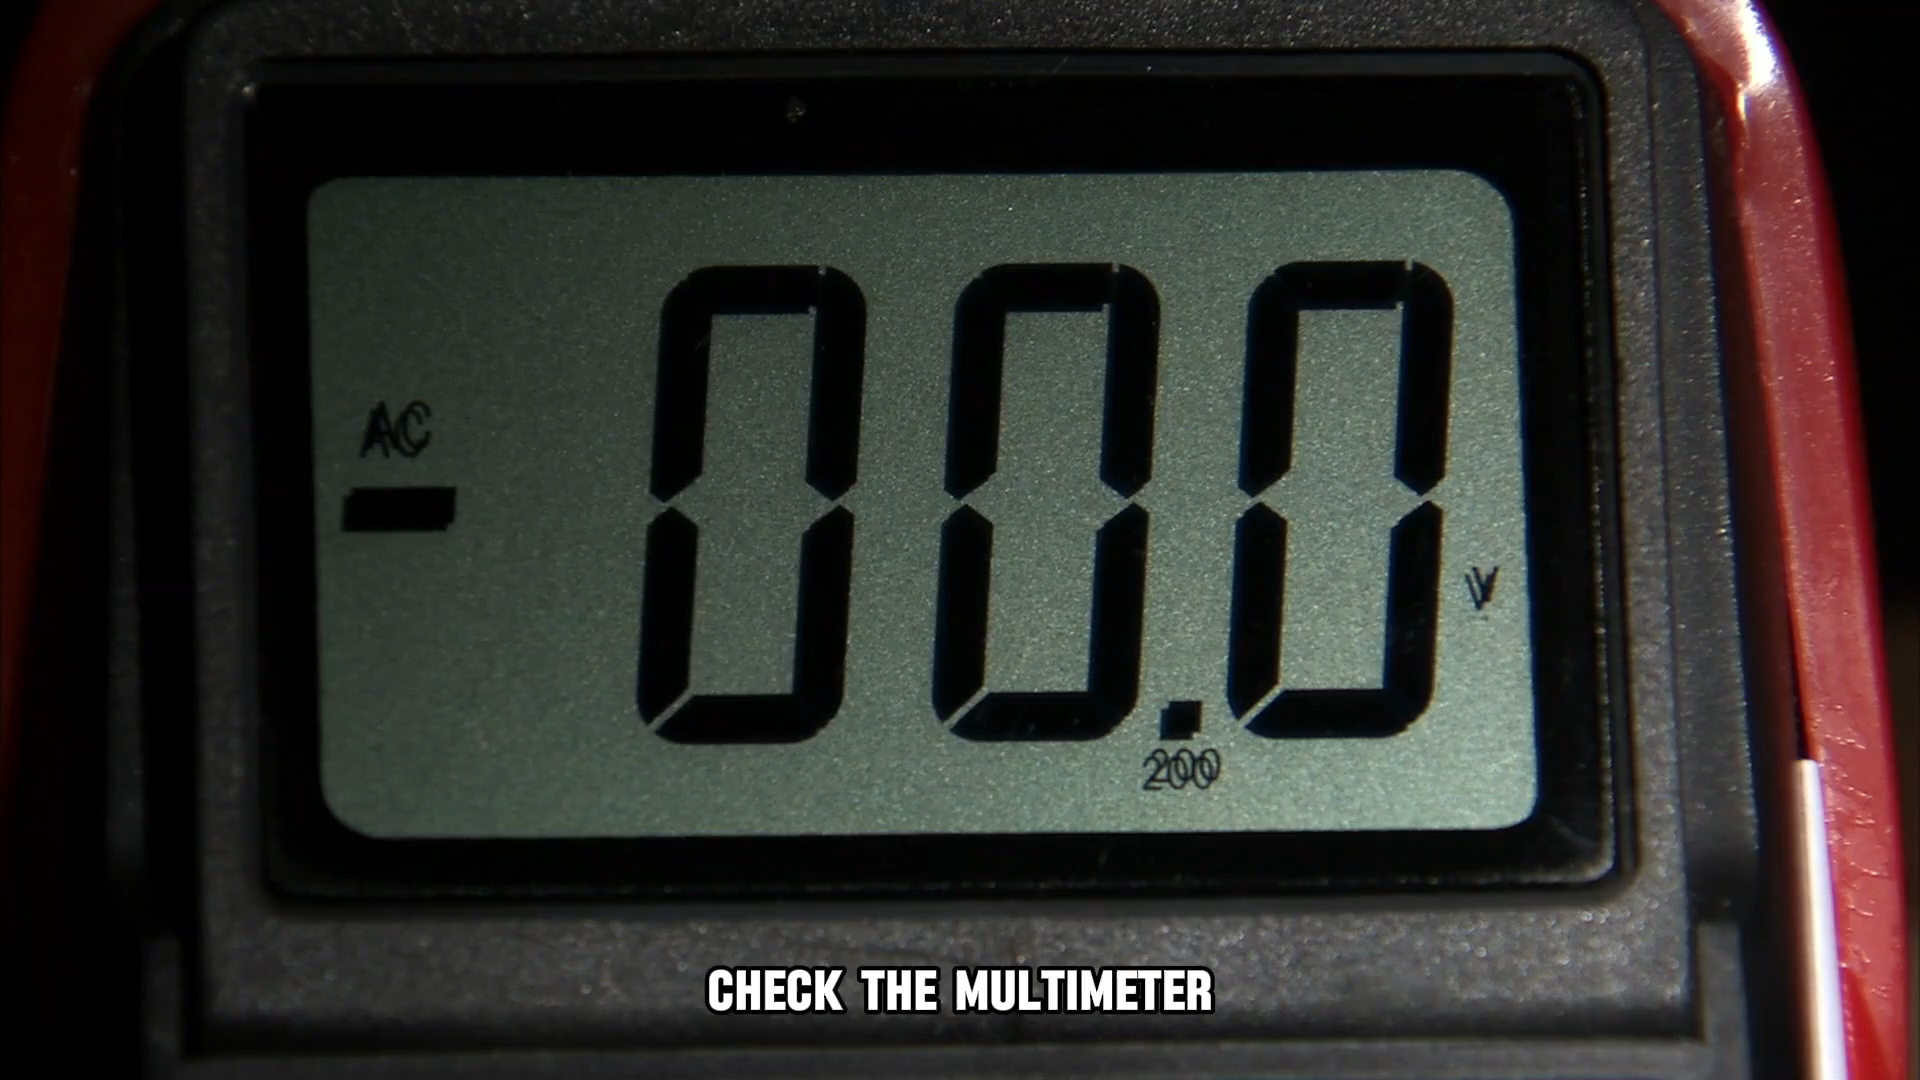 AC
- 00.0
V
200
CHECK THE MULTIMETER